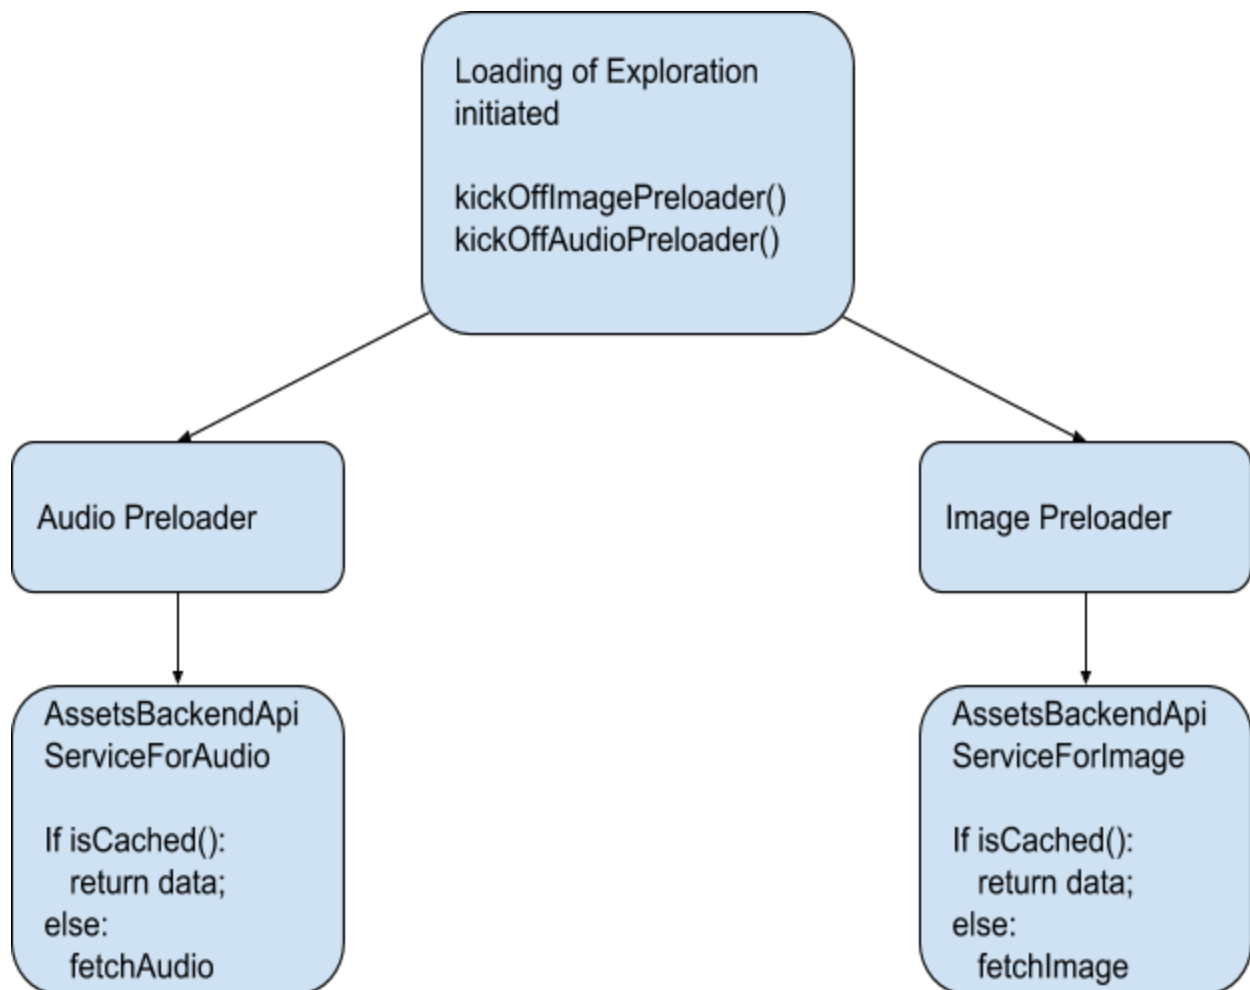 Loading of Exploration
initiated
kickOffImagePreloader()
kickOffAudioPreloader()
Audio Preloader
Image Preloader
AssetsBackendApi
ServiceForAudio
If isCached():
return data;
else:
fetchAudio
AssetsBackendApi
ServiceForImage
If isCached():
return data;
else:
fetchImage